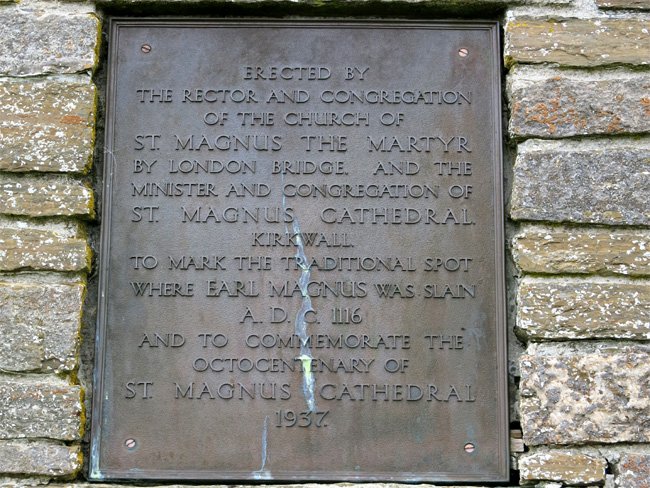 ERECTED BY
THE RECTOR AND CONGREGATION
OF THE CHURCH OF
ST. MAGNUS THE MARTYR
BY LONDON BRIDGE. AND THE
MINISTER AND CONGREGATION OF
ST. MAGNUS CATHEDRAL.
KIRKWALL.
TO MARK THE TRADITIONAL SPOT
WHERE EARL MAGNUS WAS SLAIN
A. D. C. 1116
AND TO COMMEMORATE THE
OCTOCENTENARY OF
ST. MAGNUS CATHEDRAL
1937.